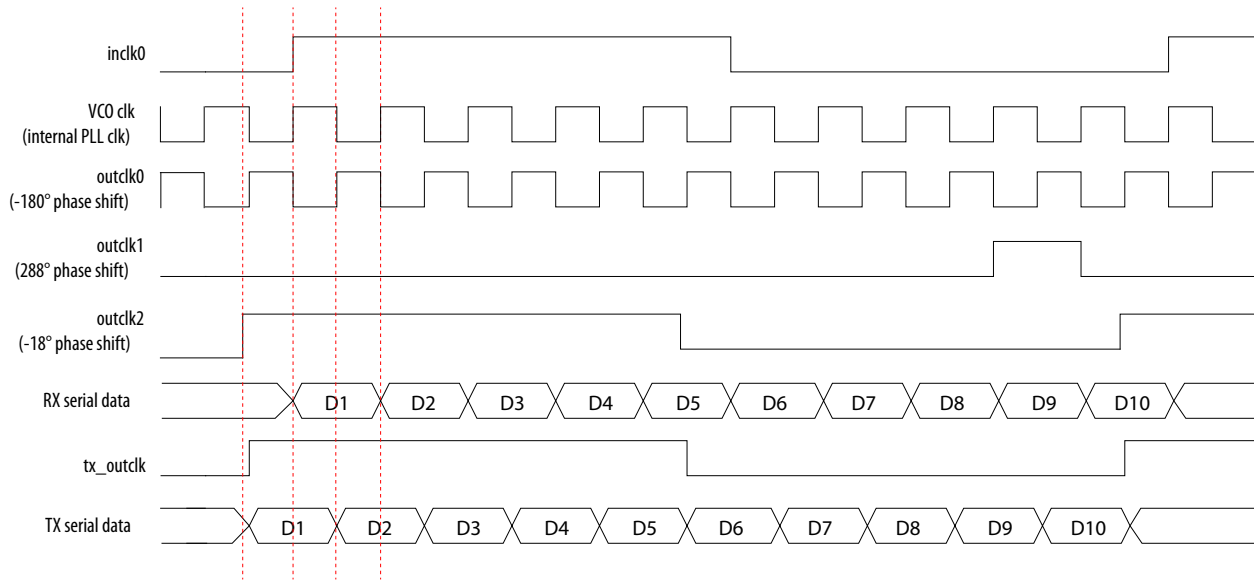 inclk0
VCO clk
(internal PLL clk)
outclk0
(-180° phase shift)
outclk1
(288° phase shift)
outclk2
(-18° phase shift)
RX serial data
D1 D2 D3 D4 D5 D6 D7 D8 D9 D10
tx_outclk
TX serial data
D1 D2 D3 D4 D5 D6 D7 D8 D9 D10